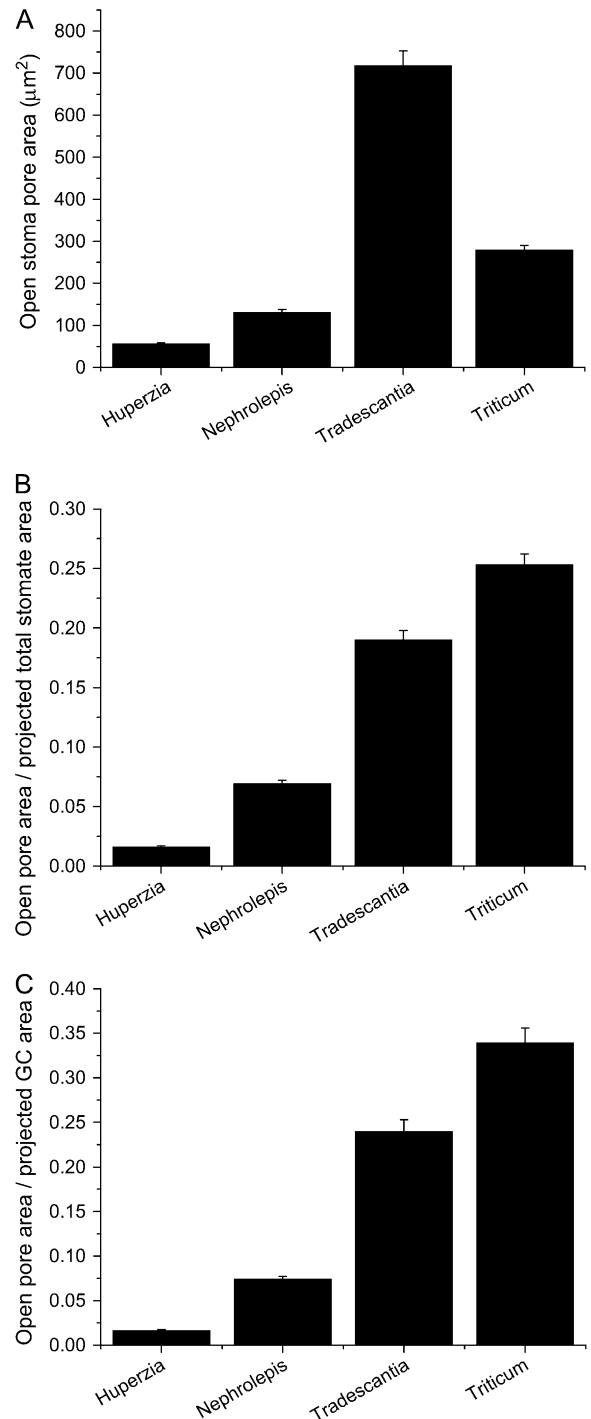 A
Open stoma pore area (μm²)
800
700
600
500
400
300
200
100
0
Huperzia
Nephrolepis
Tradescantia
Triticum
B
Open pore area / projected total stomate area
0.30
0.25
0.20
0.15
0.10
0.05
0.00
Huperzia
Nephrolepis
Tradescantia
Triticum
C
Open pore area / projected GC area
0.40
0.35
0.30
0.25
0.20
0.15
0.10
0.05
0.00
Huperzia
Nephrolepis
Tradescantia
Triticum